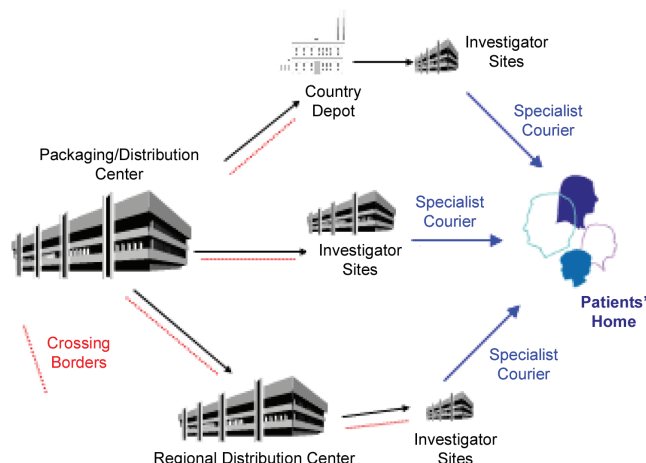 Investigator
Sites
Country
Depot
Specialist
Courier
Packaging/Distribution
Center
Specialist
Courier
Investigator
Sites
Patients'
Home
Crossing
Borders
Specialist
Courier
Investigator
Sites
Regional Distribution Center